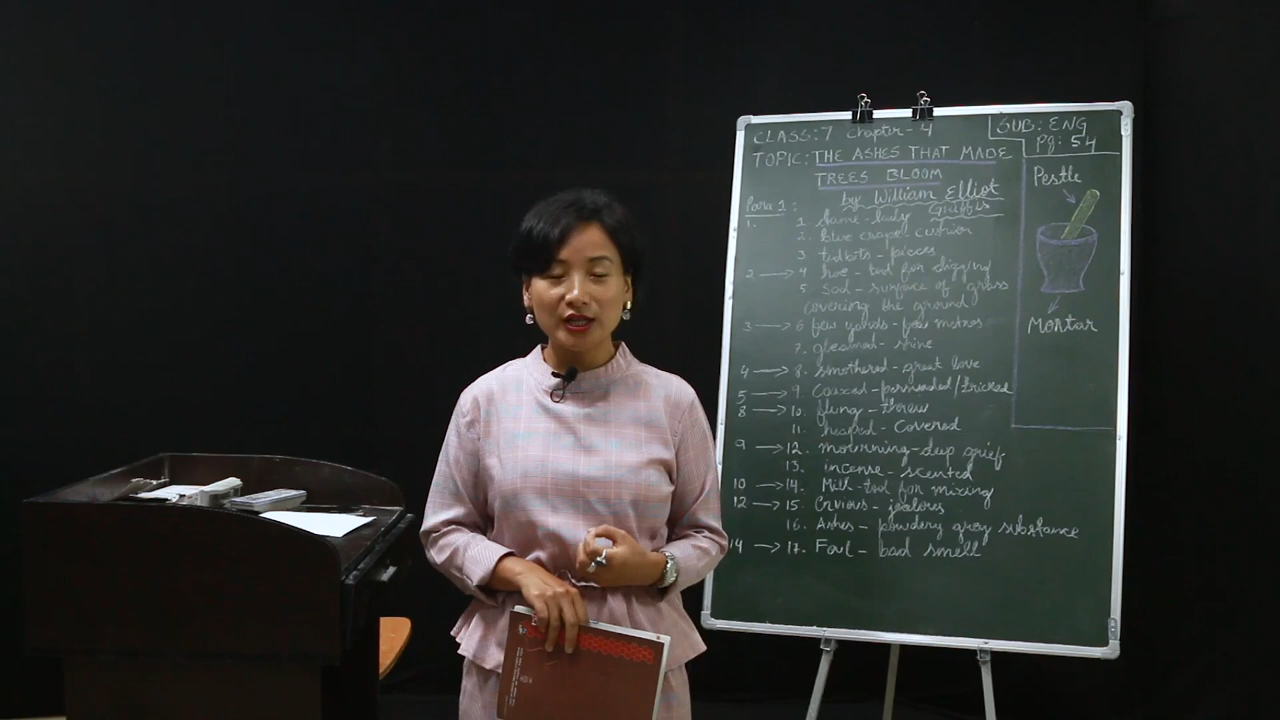 CLASS: 7 Chapter - 4
SUB: ENG
Pg: 54
TOPIC: THE ASHES THAT MADE
TREES BLOOM
by William Elliot
Griffis
Para 1:
1. 1. Same -
2. blue crape cushion
3. tidbits - pieces
2 → 4 hoe - tool for digging
5 Sod - surface of grass
covering the ground
3 → 6 few yards - few metres
7. gleamed - shine
4 → 8. smothered - great love
5 → 9. Coaxed - persuaded/tricked
8 → 10. flung - threw
11. heaped - Covered
9 → 12. mourning - deep grief
13. incense - scented
10 → 14. - tool for mixing
12 → 15. Envious - jealous
16. Ashes - powdery grey substance
14 → 17. Foul - bad smell
Pestle
Mortar